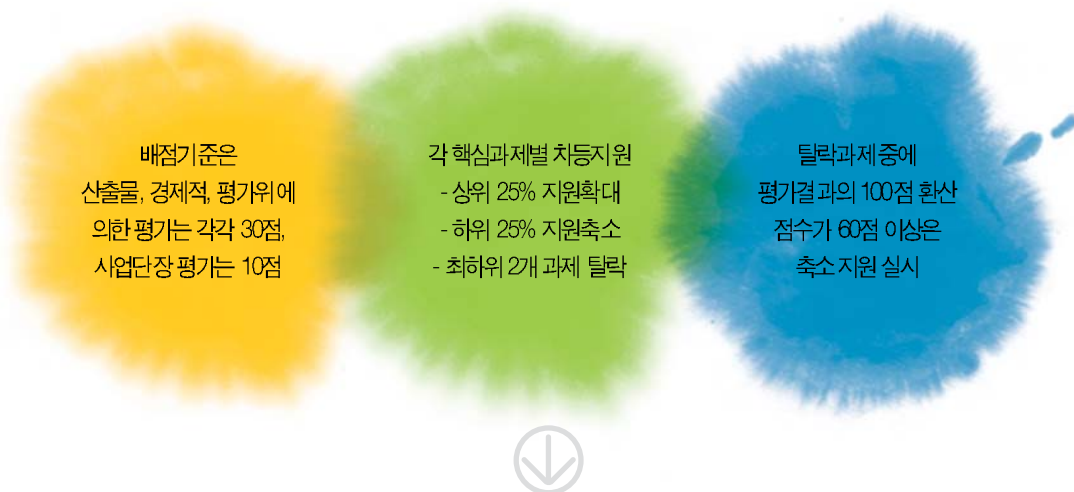 배점기준은
산출물, 경제적, 평가위에
의한 평가는 각각 30점,
사업단장 평가는 10점
각 핵심과제별 차등지원
- 상위 25% 지원확대
- 하위 25% 지원축소
- 최하위 2개 과제 탈락
탈락과제 중에
평가결과의 100점 환산
점수가 60점 이상은
축소 지원 실시